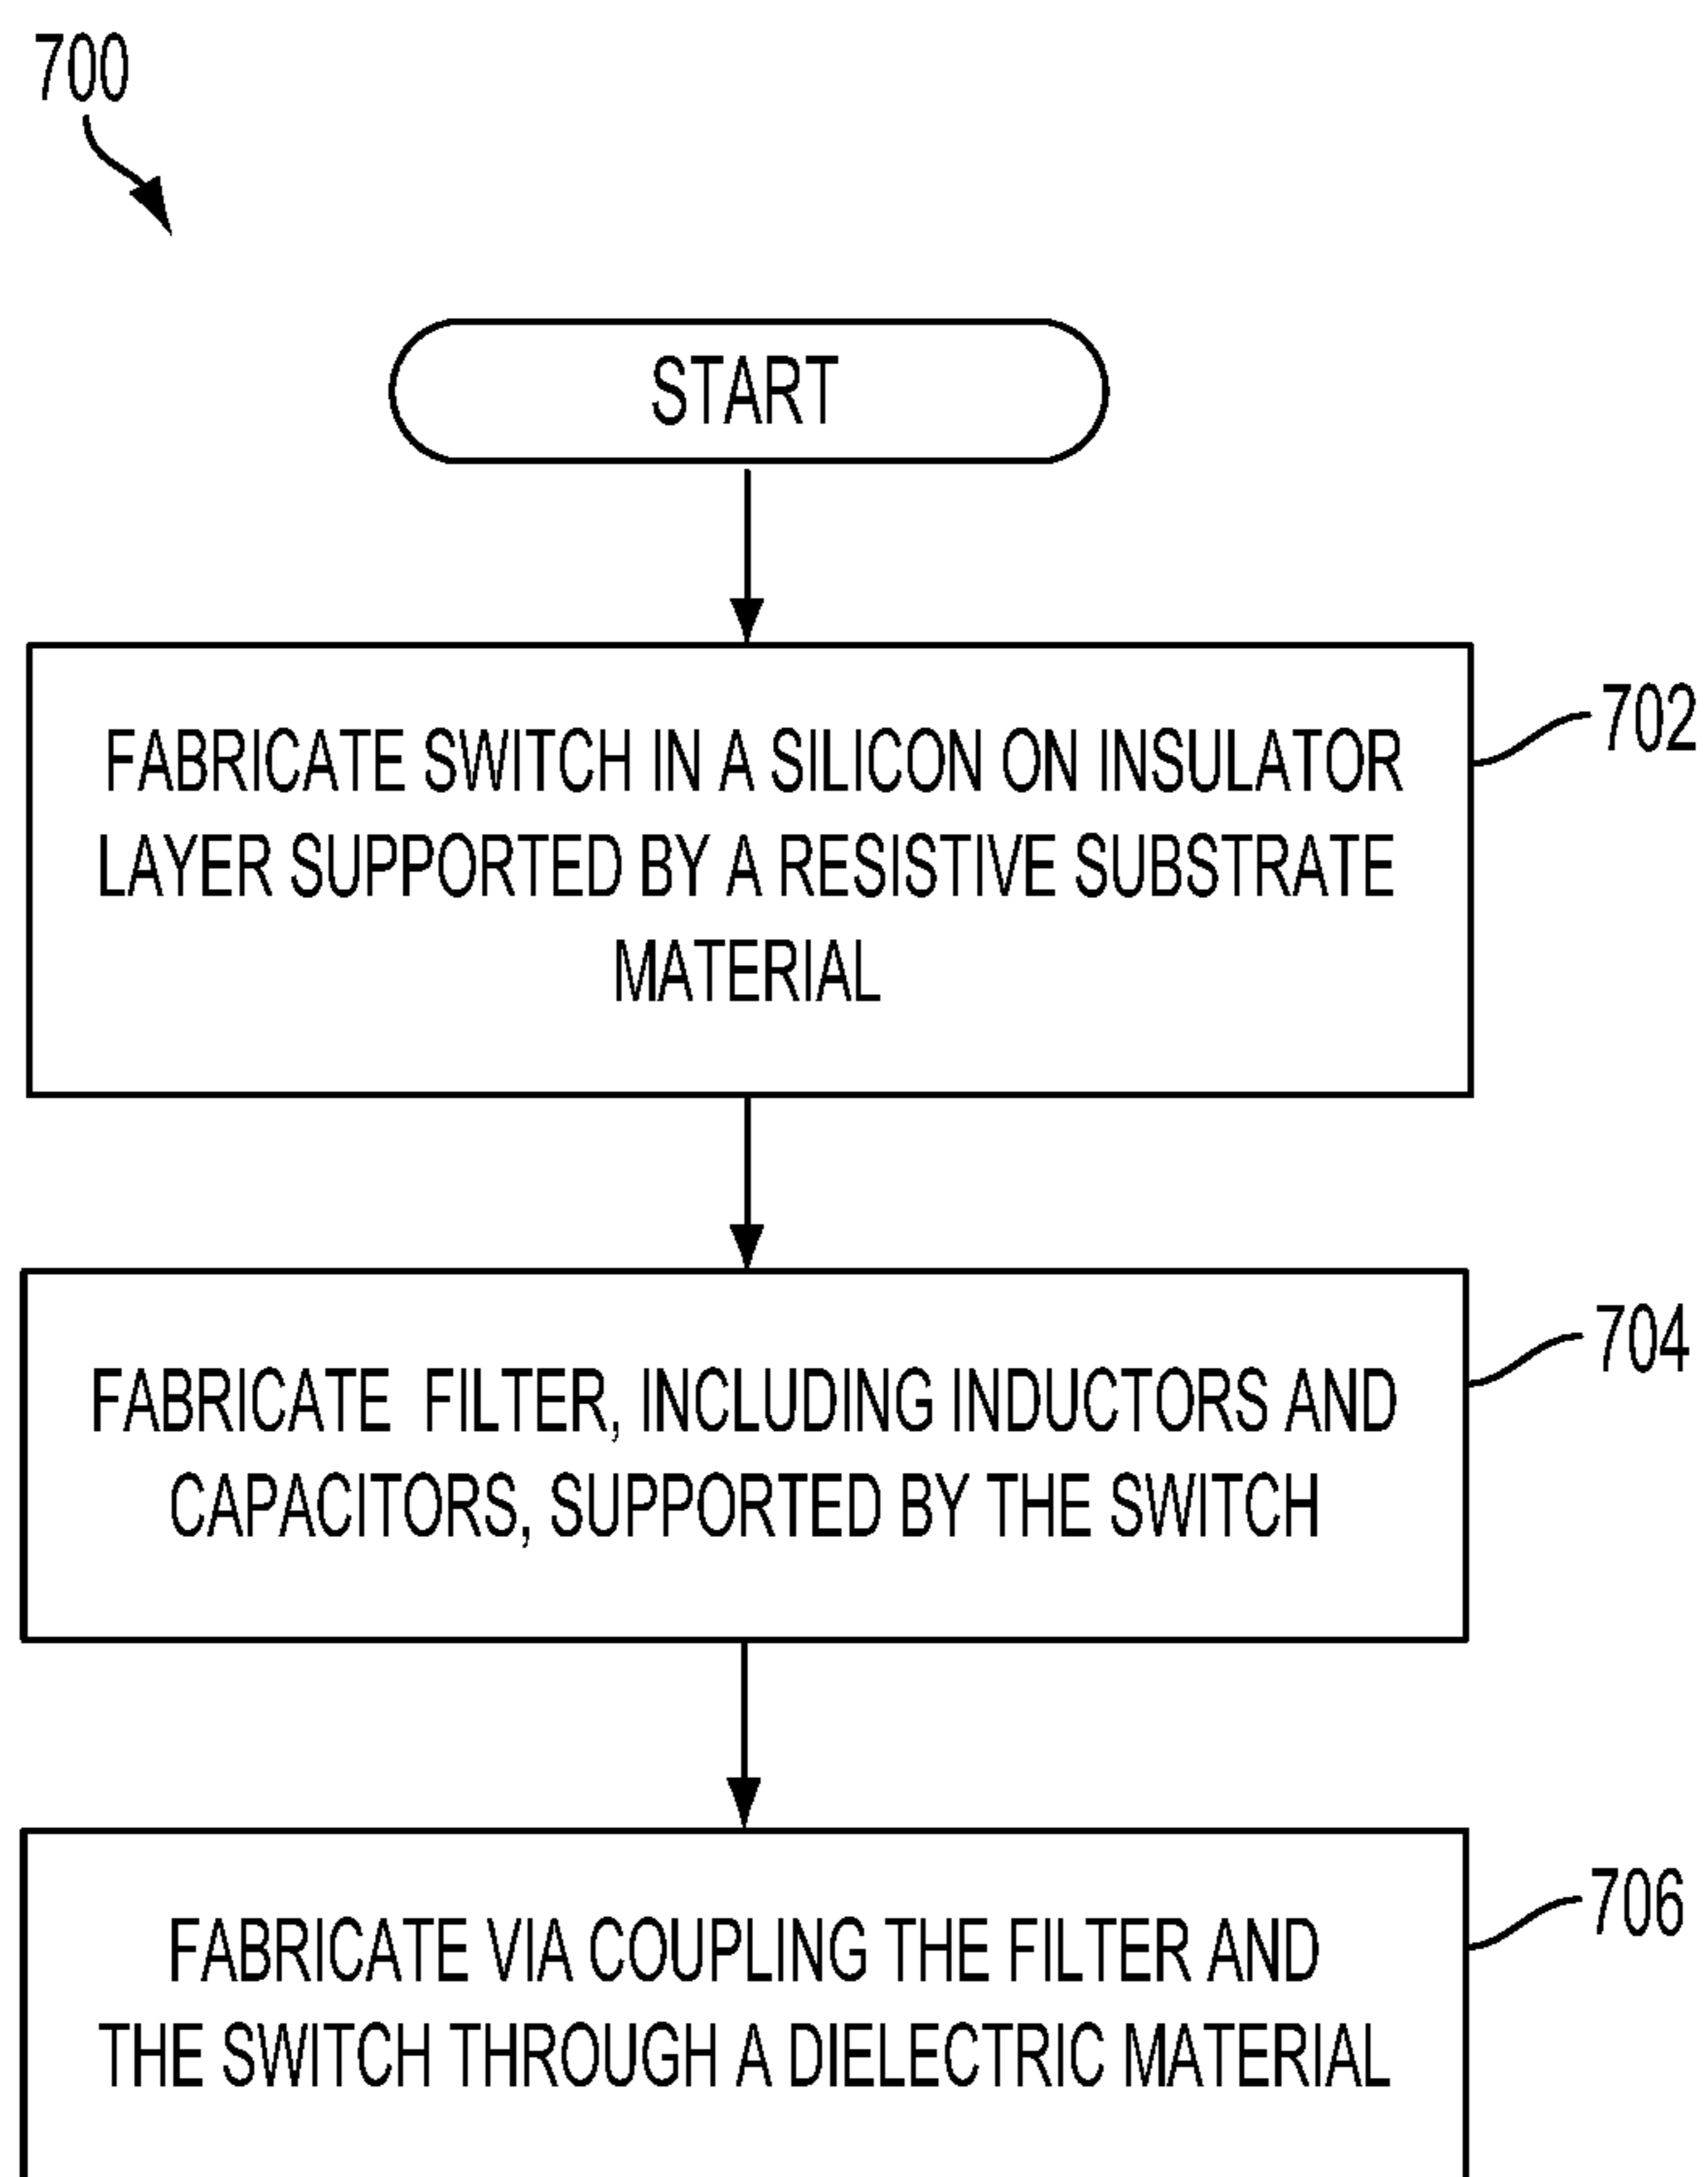 700
START
FABRICATE SWITCH IN A SILICON ON INSULATOR
LAYER SUPPORTED BY A RESISTIVE SUBSTRATE
MATERIAL
702
FABRICATE FILTER, INCLUDING INDUCTORS AND
CAPACITORS, SUPPORTED BY THE SWITCH
704
FABRICATE VIA COUPLING THE FILTER AND
THE SWITCH THROUGH A DIELECTRIC MATERIAL
706